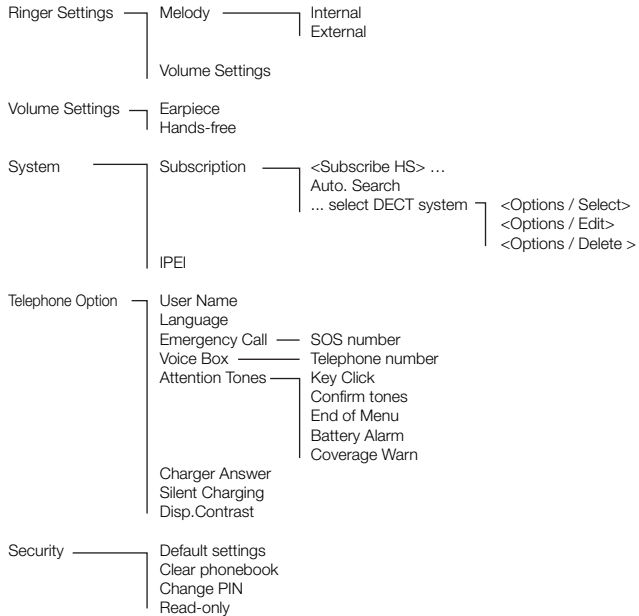 Ringer Settings Melody Internal
External
Volume Settings
Volume Settings Earpiece
Hands-free
System Subscription <Subscribe HS> ...
Auto. Search
... select DECT system <Options / Select>
<Options / Edit>
<Options / Delete >
IPEI
Telephone Option User Name
Language
Emergency Call SOS number
Voice Box Telephone number
Attention Tones Key Click
Confirm tones
End of Menu
Battery Alarm
Coverage Warn
Charger Answer
Silent Charging
Disp.Contrast
Security Default settings
Clear phonebook
Change PIN
Read-only